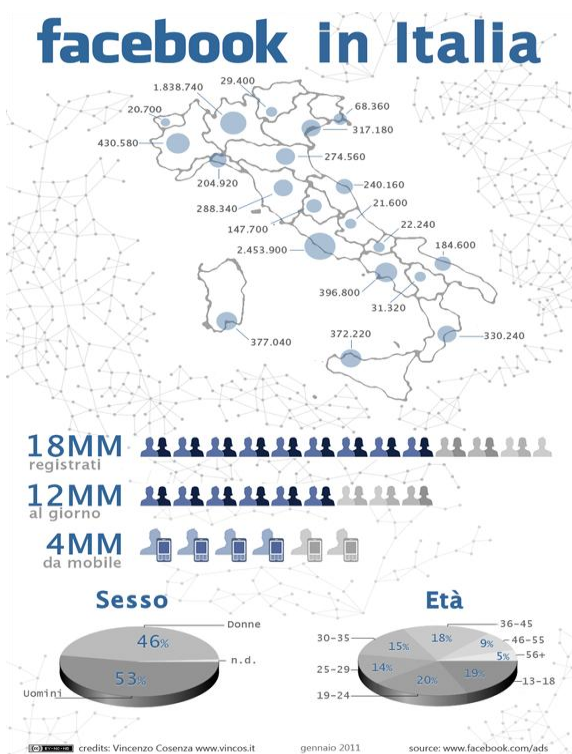 facebook in Italia
29.400
1.838.740
20.700
68.360
317.180
430.580
274.560
204.920
240.160
288.340
21.600
147.700
22.240
2.453.900
184.600
396.800
31.320
372.220
330.240
377.040
18MM
registrati
12MM
al giorno
4MM
da mobile
Sesso
Donne
46%
n.d.
53%
Uomini
Età
36-45
30-35
18%
46-55
9%
15%
56+
5%
25-29
14%
19%
13-18
20%
19-24
CC BY-NC-ND
credits: Vincenzo Cosenza www.vincos.it
gennaio 2011
source: www.facebook.com/ads